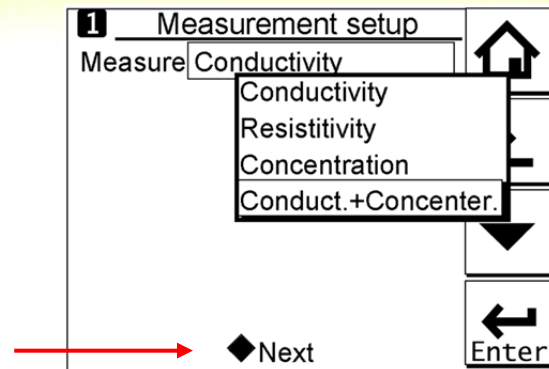 1 Measurement setup
Measure Conductivity
Conductivity
Resistitivity
Concentration
Conduct.+Concenter.
Next
Enter